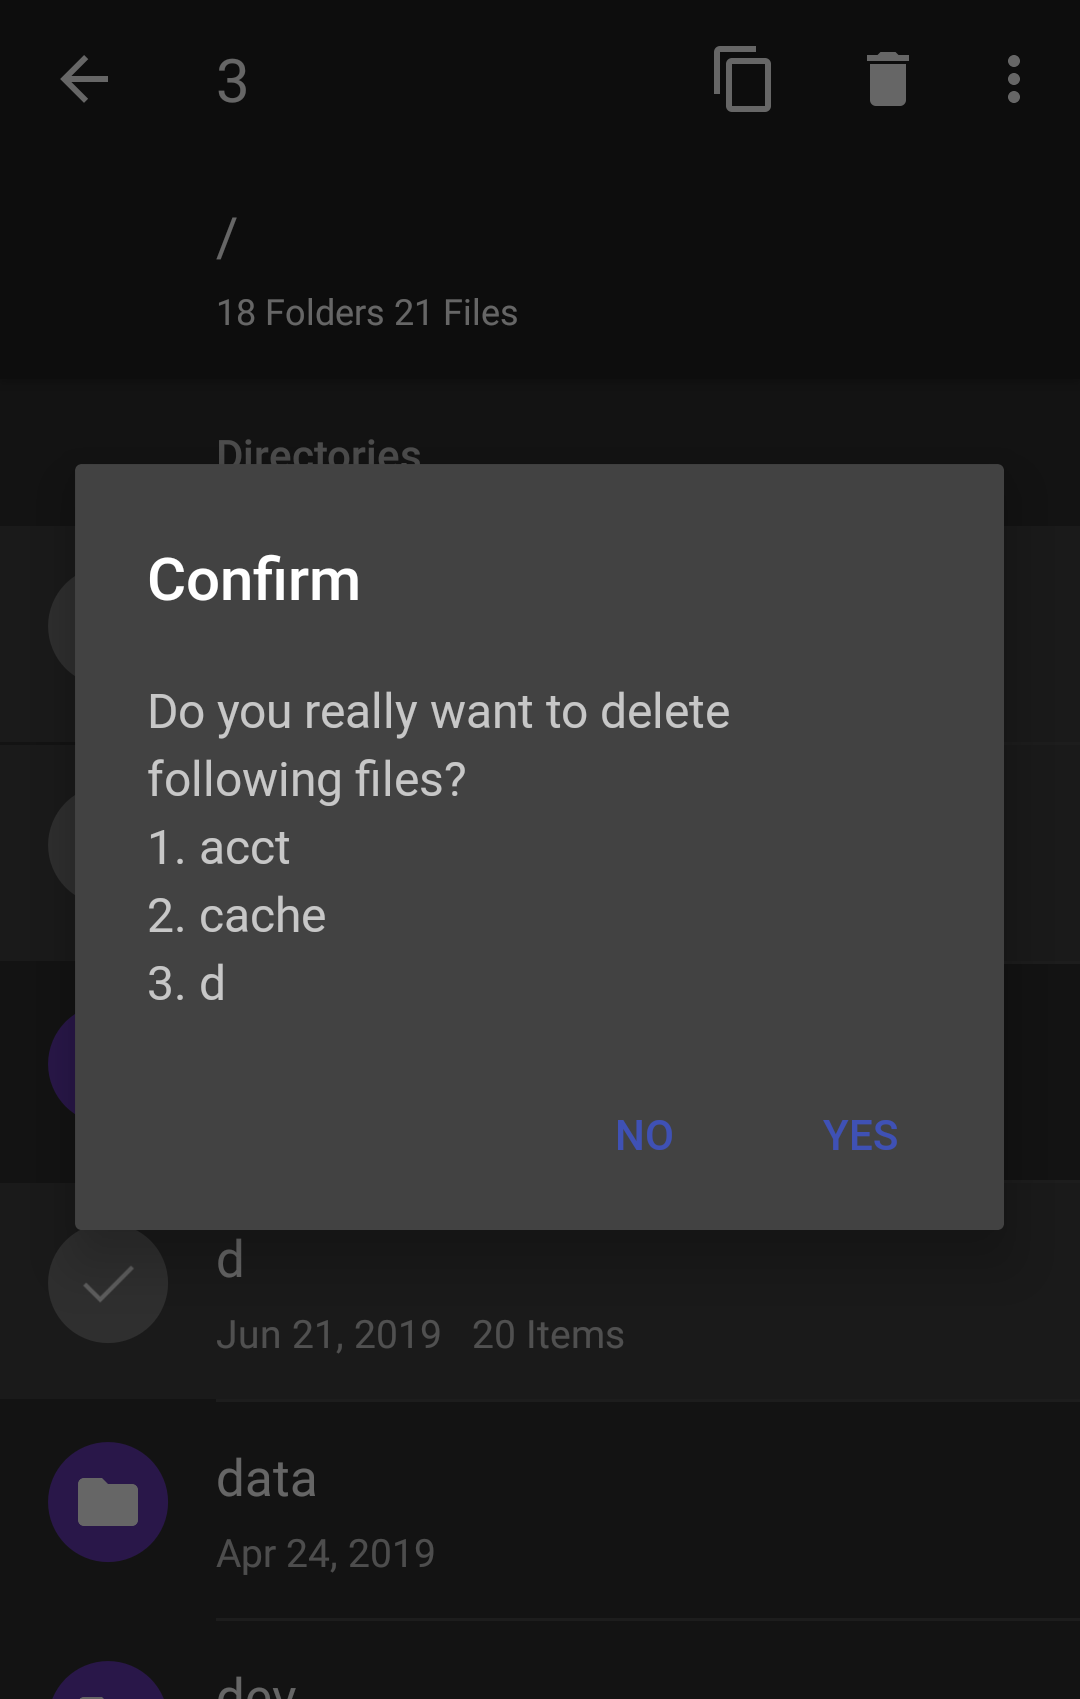 3
/
18 Folders 21 Files
Directories
Confirm
Do you really want to delete
following files?
1. acct
2. cache
3. d
NO YES
d
Jun 21, 2019 20 Items
data
Apr 24, 2019
dev